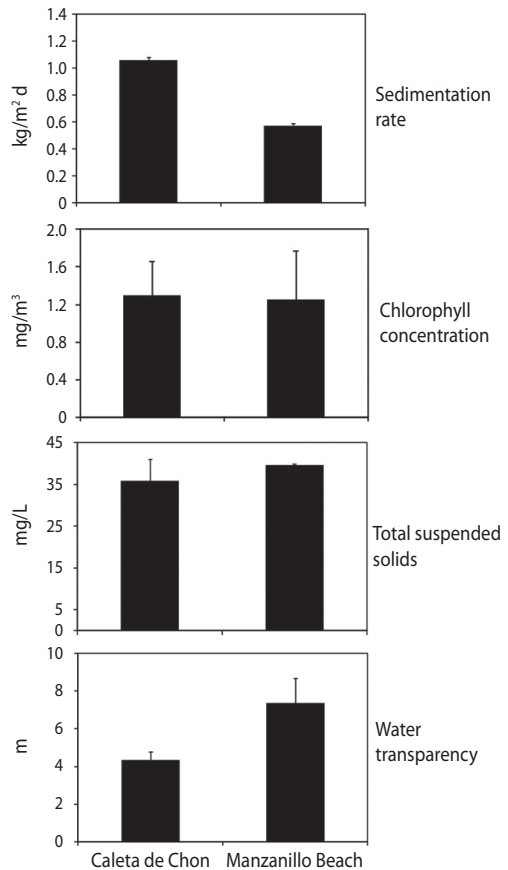 1.4
1.2
1.0
0.8
0.6
0.4
0.2
0
kg/m² d
Sedimentation
rate
2.0
1.6
1.2
0.8
0.4
0
mg/m³
Chlorophyll
concentration
45
35
25
15
5
0
mg/L
Total suspended
solids
10
8
6
4
2
0
m
Water
transparency
Caleta de Chon Manzanillo Beach